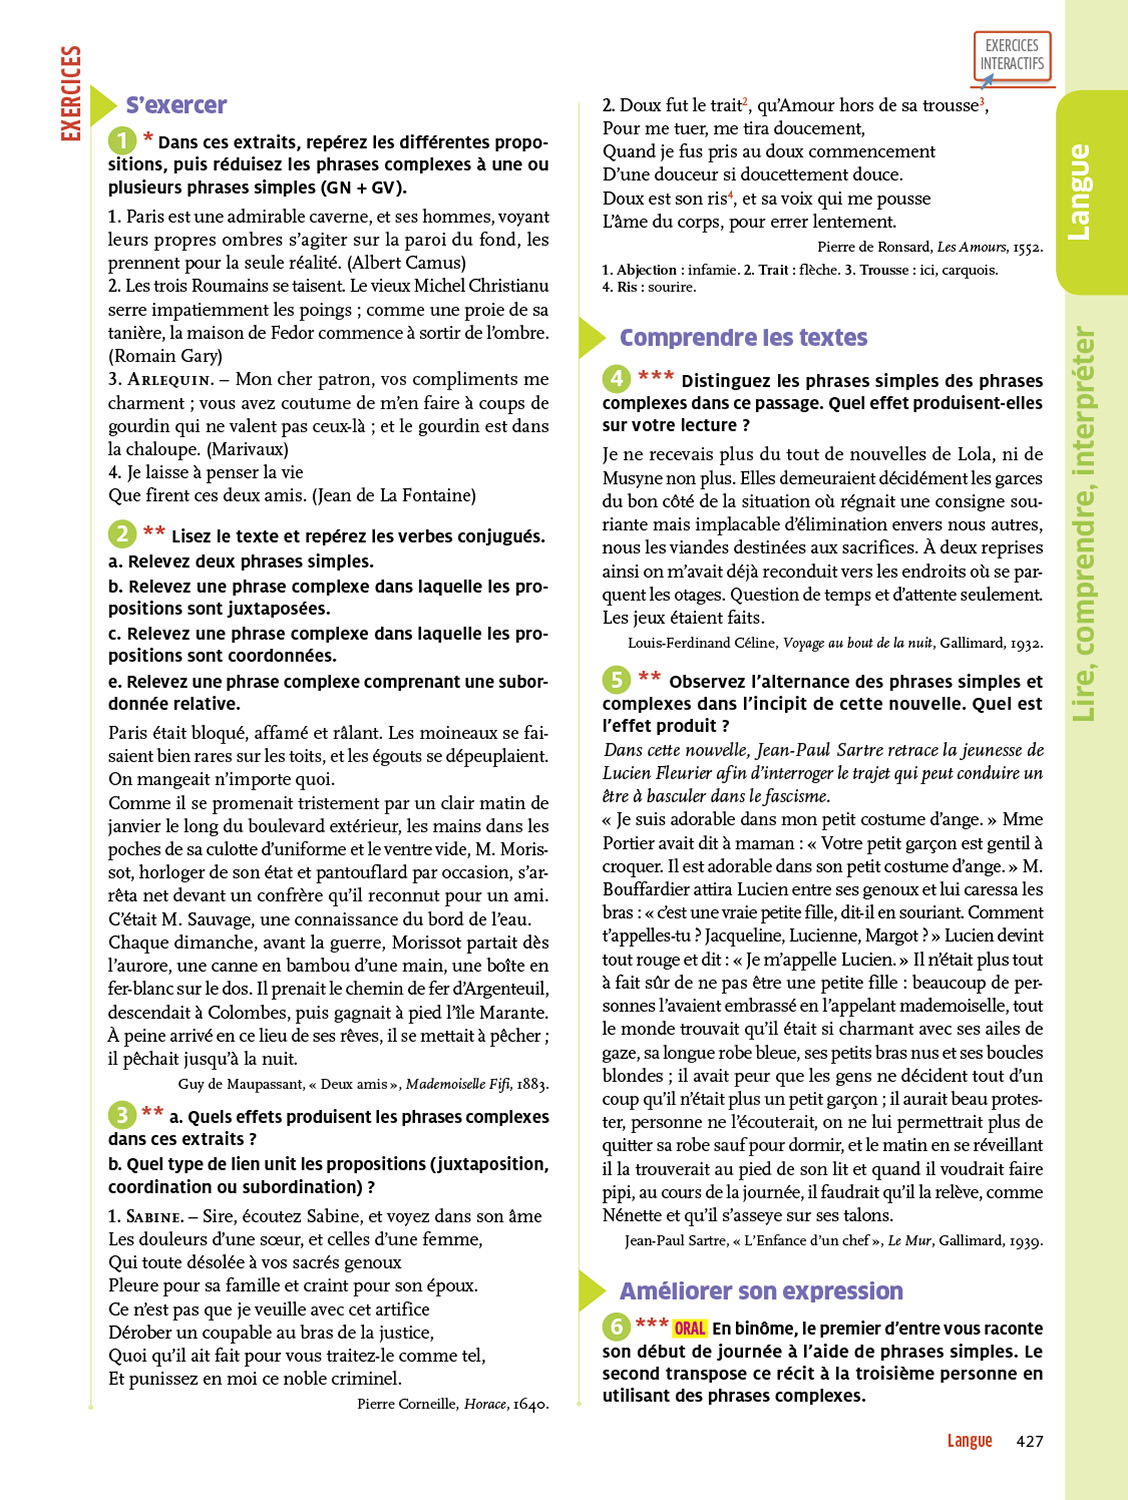 EXERCICES
S'exercer
1 * Dans ces extraits, repérez les différentes propo-
sitions, puis réduisez les phrases complexes à une ou
plusieurs phrases simples (GN + GV).
1. Paris est une admirable caverne, et ses hommes, voyant
leurs propres ombres s'agiter sur la paroi du fond, les
prennent pour la seule réalité. (Albert Camus)
2. Les trois Roumains se taisent. Le vieux Michel Christianu
serre impatiemment les poings ; comme une proie de sa
tanière, la maison de Fedor commence à sortir de l'ombre.
(Romain Gary)
3. ARLEQUIN. – Mon cher patron, vos compliments me
charment ; vous avez coutume de m'en faire à coups de
gourdin qui ne valent pas ceux-là ; et le gourdin est dans
la chaloupe. (Marivaux)
4. Je laisse à penser la vie
Que firent ces deux amis. (Jean de La Fontaine)
2 ** Lisez le texte et repérez les verbes conjugués.
a. Relevez deux phrases simples.
b. Relevez une phrase complexe dans laquelle les pro-
positions sont juxtaposées.
c. Relevez une phrase complexe dans laquelle les pro-
positions sont coordonnées.
e. Relevez une phrase complexe comprenant une subor-
donnée relative.
Paris était bloqué, affamé et râlant. Les moineaux se fai-
saient bien rares sur les toits, et les égouts se dépeuplaient.
On mangeait n'importe quoi.
Comme il se promenait tristement par un clair matin de
janvier le long du boulevard extérieur, les mains dans les
poches de sa culotte d'uniforme et le ventre vide, M. Moris-
sot, horloger de son état et pantouflard par occasion, s'ar-
rêta net devant un confrère qu'il reconnut pour un ami.
C'était M. Sauvage, une connaissance du bord de l'eau.
Chaque dimanche, avant la guerre, Morissot partait dès
l'aurore, une canne en bambou d'une main, une boîte en
fer-blanc sur le dos. Il prenait le chemin de fer d'Argenteuil,
descendait à Colombes, puis gagnait à pied l'île Marante.
À peine arrivé en ce lieu de ses rêves, il se mettait à pêcher ;
il pêchait jusqu'à la nuit.
Guy de Maupassant, « Deux amis », Mademoiselle Fifi, 1883.
3 ** a. Quels effets produisent les phrases complexes
dans ces extraits ?
b. Quel type de lien unit les propositions (juxtaposition,
coordination ou subordination) ?
1. SABINE. – Sire, écoutez Sabine, et voyez dans son âme
Les douleurs d'une sœur, et celles d'une femme,
Qui toute désolée à vos sacrés genoux
Pleure pour sa famille et craint pour son époux.
Ce n'est pas que je veuille avec cet artifice
Dérober un coupable au bras de la justice,
Quoi qu'il ait fait pour vous traitez-le comme tel,
Et punissez en moi ce noble criminel.
Pierre Corneille, Horace, 1640.
EXERCICES
INTERACTIFS
2. Doux fut le trait2, qu'Amour hors de sa trousse3,
Pour me tuer, me tira doucement,
Quand je fus pris au doux commencement
D'une douceur si doucettement douce.
Doux est son ris4, et sa voix qui me pousse
L'âme du corps, pour errer lentement.
Pierre de Ronsard, Les Amours, 1552.
1. Abjection : infamie. 2. Trait : flèche. 3. Trousse : ici, carquois.
4. Ris : sourire.
Comprendre les textes
4 *** Distinguez les phrases simples des phrases
complexes dans ce passage. Quel effet produisent-elles
sur votre lecture ?
Je ne recevais plus du tout de nouvelles de Lola, ni de
Musyne non plus. Elles demeuraient décidément les garces
du bon côté de la situation où régnait une consigne sou-
riante mais implacable d'élimination envers nous autres,
nous les viandes destinées aux sacrifices. À deux reprises
ainsi on m'avait déjà reconduit vers les endroits où se par-
quent les otages. Question de temps et d'attente seulement.
Les jeux étaient faits.
Louis-Ferdinand Céline, Voyage au bout de la nuit, Gallimard, 1932.
5 ** Observez l'alternance des phrases simples et
complexes dans l'incipit de cette nouvelle. Quel est
l'effet produit ?
Dans cette nouvelle, Jean-Paul Sartre retrace la jeunesse de
Lucien Fleurier afin d'interroger le trajet qui peut conduire un
être à basculer dans le fascisme.
« Je suis adorable dans mon petit costume d'ange. » Mme
Portier avait dit à maman : « Votre petit garçon est gentil à
croquer. Il est adorable dans son petit costume d'ange. » M.
Bouffardier attira Lucien entre ses genoux et lui caressa les
bras : « c'est une vraie petite fille, dit-il en souriant. Comment
t'appelles-tu ? Jacqueline, Lucienne, Margot ? » Lucien devint
tout rouge et dit : « Je m'appelle Lucien. » Il n'était plus tout
à fait sûr de ne pas être une petite fille : beaucoup de per-
sonnes l'avaient embrassé en l'appelant mademoiselle, tout
le monde trouvait qu'il était si charmant avec ses ailes de
gaze, sa longue robe bleue, ses petits bras nus et ses boucles
blondes ; il avait peur que les gens ne décident tout d'un
coup qu'il n'était plus un petit garçon ; il aurait beau protes-
ter, personne ne l'écouterait, on ne lui permettrait plus de
quitter sa robe sauf pour dormir, et le matin en se réveillant
il la trouverait au pied de son lit et quand il voudrait faire
pipi, au cours de la journée, il faudrait qu'il la relève, comme
Nénette et qu'il s'asseye sur ses talons.
Jean-Paul Sartre, « L'Enfance d'un chef », Le Mur, Gallimard, 1939.
Améliorer son expression
6 *** ORAL En binôme, le premier d'entre vous raconte
son début de journée à l'aide de phrases simples. Le
second transpose ce récit à la troisième personne en
utilisant des phrases complexes.
Langue
Lire, comprendre, interpréter
Langue 427